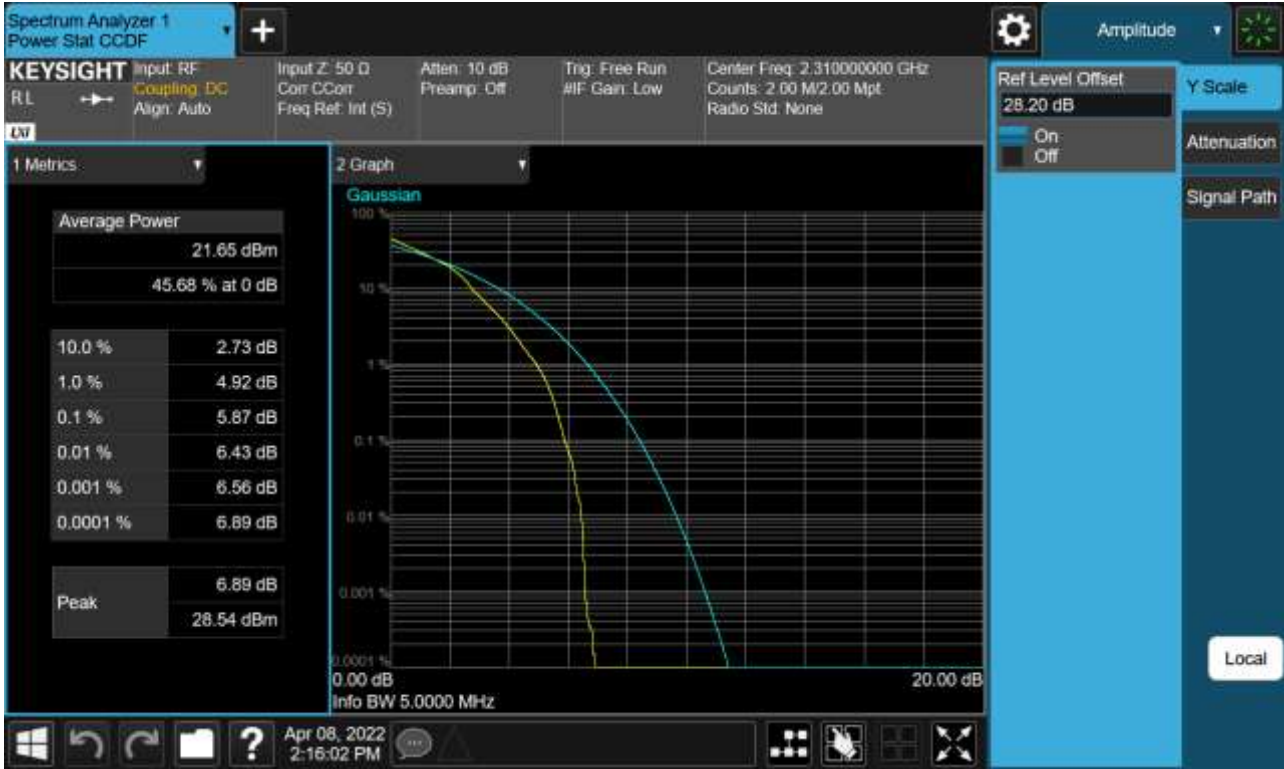 Spectrum Analyzer 1
Power Stat CCDF
Amplitude
KEYSIGHT
RL
LXI
Input: RF
Coupling: DC
Align: Auto
Input Z: 50 Ω
Corr CCorr
Freq Ref: Int (S)
Atten: 10 dB
Preamp: Off
Trig: Free Run
#IF Gain: Low
Center Freq: 2.310000000 GHz
Counts: 2.00 M/2.00 Mpt
Radio Std: None
Ref Level Offset
28.20 dB
On
Off
Y Scale
Attenuation
Signal Path
Local
1 Metrics
Average Power
21.65 dBm
45.68 % at 0 dB
10.0 % 2.73 dB
1.0 % 4.92 dB
0.1 % 5.87 dB
0.01 % 6.43 dB
0.001 % 6.56 dB
0.0001 % 6.89 dB
Peak
6.89 dB
28.54 dBm
2 Graph
Gaussian
100 %
10 %
1 %
0.1 %
0.01 %
0.001 %
0.0001 %
0.00 dB 20.00 dB
Info BW 5.0000 MHz
?
Apr 08, 2022
2:16:02 PM